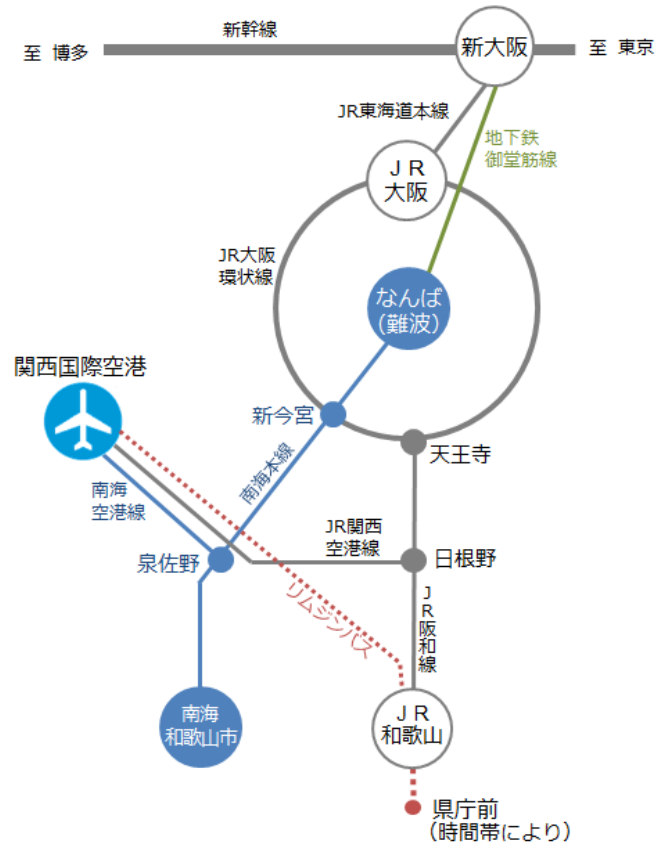 新幹線
至 博多
新大阪
至 東京
JR東海道本線
地下鉄
御堂筋線
ＪＲ
大阪
JR大阪
環状線
なんば
（難波）
関西国際空港
新今宮
天王寺
南海本線
南海
空港線
JR関西
空港線
泉佐野
日根野
リムジンバス
ＪＲ阪和線
南海
和歌山市
ＪＲ
和歌山
県庁前
（時間帯により）